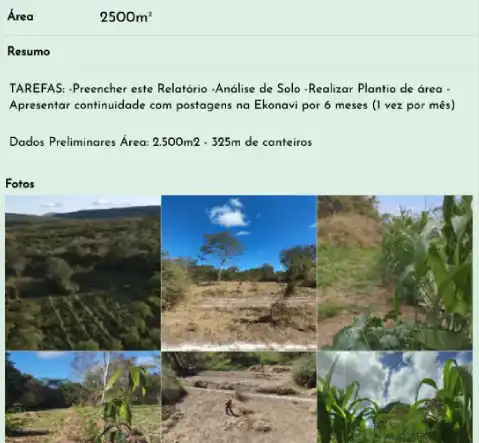 Área 2500m²
Resumo
TAREFAS: -Preencher este Relatório -Análise de Solo -Realizar Plantio de área -
Apresentar continuidade com postagens na Ekonavi por 6 meses (1 vez por mês)
Dados Preliminares Área: 2.500m2 - 325m de canteiros
Fotos